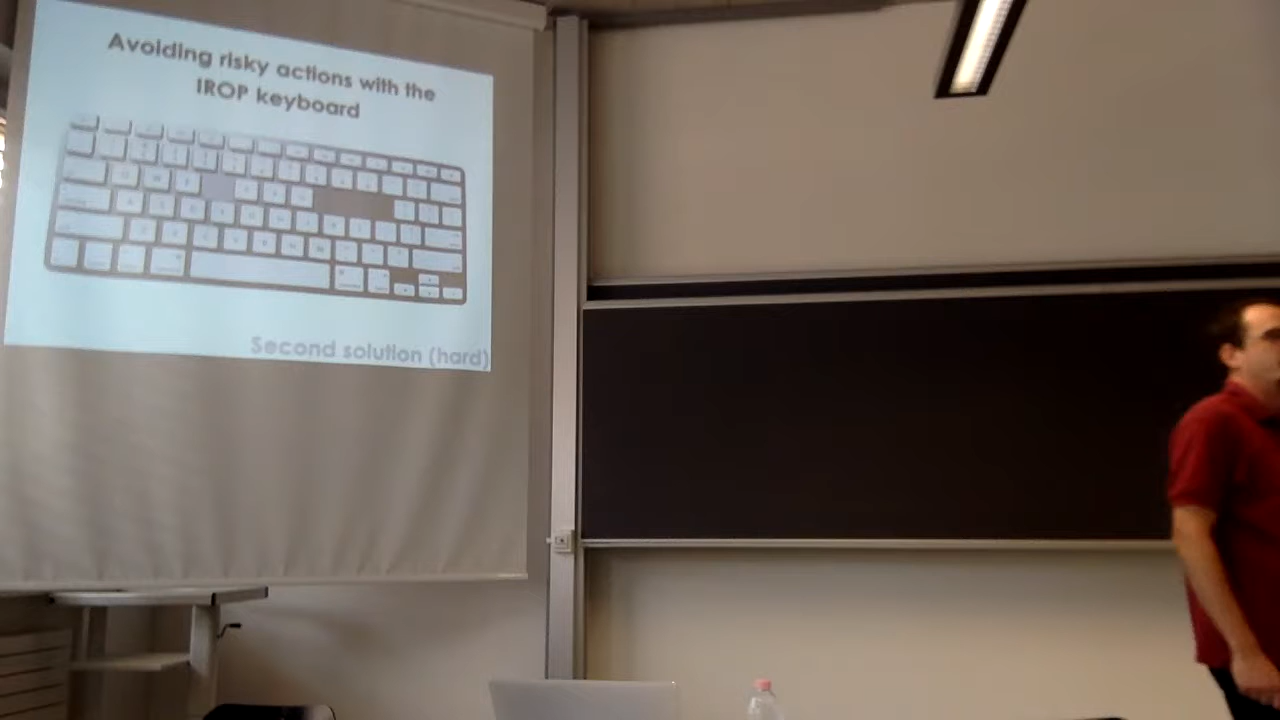 Avoiding risky actions with the
IROP keyboard
Second solution (hard)